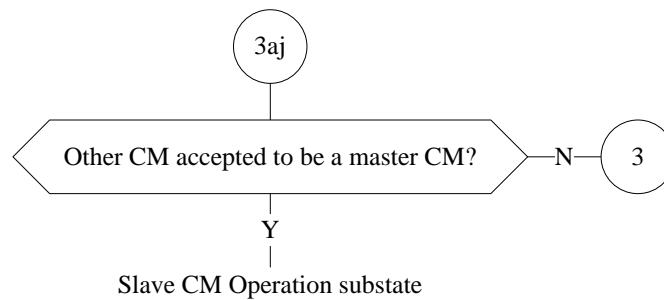 3aj
Other CM accepted to be a master CM?
N
3
Y
Slave CM Operation substate